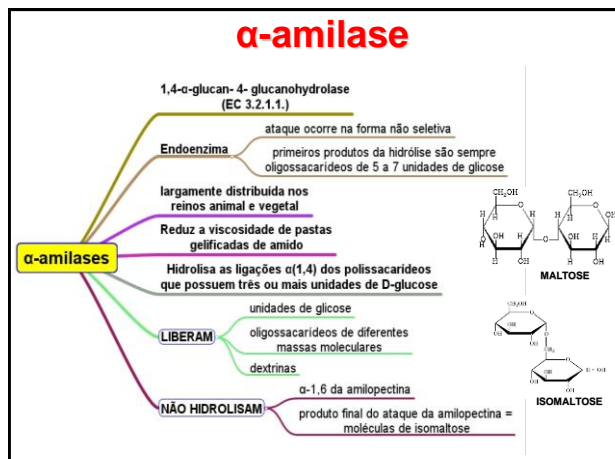 α-amilase
1,4-α-glucan- 4- glucanohydrolase
(EC 3.2.1.1.)
Endoenzima
ataque ocorre na forma não seletiva
primeiros produtos da hidrólise são sempre
oligossacarídeos de 5 a 7 unidades de glicose
largamente distribuida nos
reinos animal e vegetal
Reduz a viscosidade de pastas
gelificadas de amido
α-amilases
Hidrolisa as ligações α(1,4) dos polissacarídeos
que possuem três ou mais unidades de D-glucose
LIBERAM
unidades de glicose
oligossacarídeos de diferentes
massas moleculares
dextrinas
NÃO HIDROLISAM
α-1,6 da amilopectina
produto final do ataque da amilopectina =
moléculas de isomaltose
CH₂OH
CH₂OH
MALTOSE
ISOMALTOSE